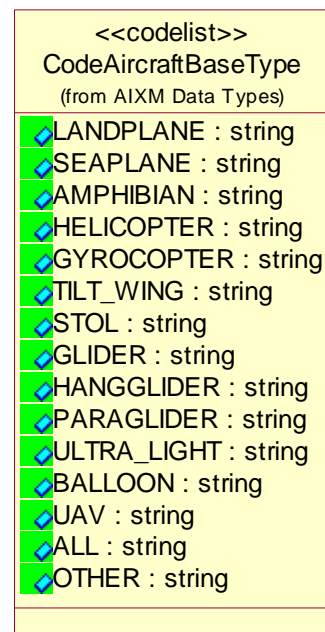 <<codelist>>
CodeAircraftBaseType
(from AIXM Data Types)
LANDPLANE : string
SEAPLANE : string
AMPHIBIAN : string
HELICOPTER : string
GYROCOPTER : string
TILT_WING : string
STOL : string
GLIDER : string
HANGGLIDER : string
PARAGLIDER : string
ULTRA_LIGHT : string
BALLOON : string
UAV : string
ALL : string
OTHER : string